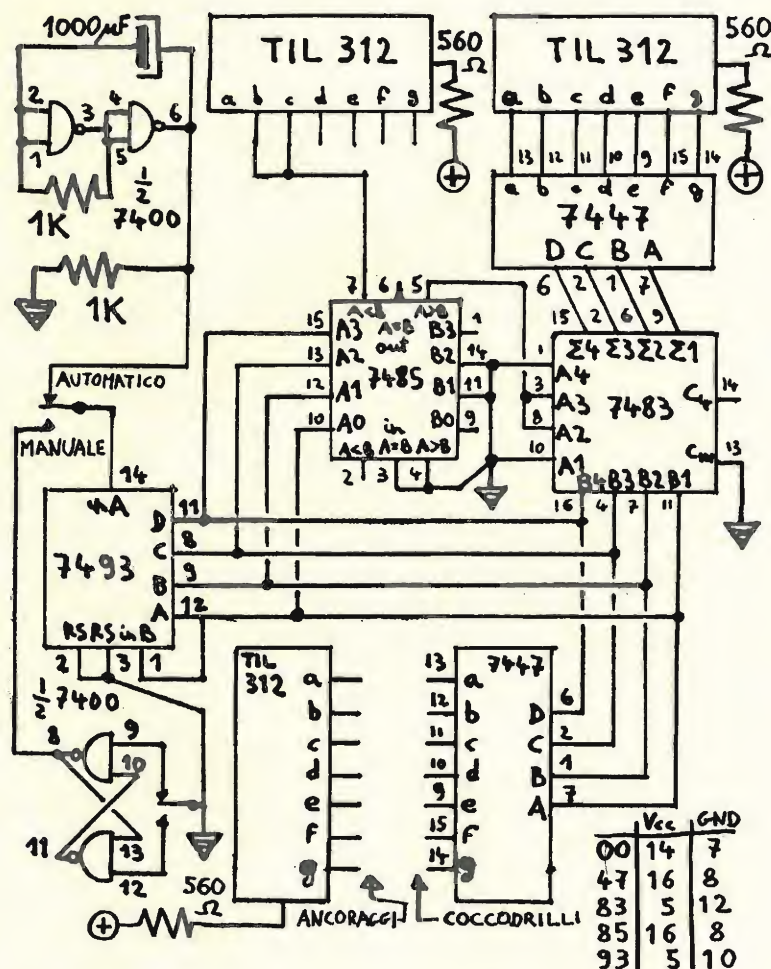 1000µF
TIL 312
560
Ω
a b c d e f g
TIL 312
560
Ω
a b c d e f g
2
3
4
6
1
5
1K
1
2
7400
1K
13 12 11 10 9 15 14
a b c d e f g
7447
D C B A
6 2 1 7
7 6 5
A<B A=B A>B
out
7485
15 A3
13 A2
12 A1
10 A0
B3 1
B2 14
B1 11
B0 9
in
A<B A=B A>B
2 3 4
15 2 6 9
Σ4 Σ3 Σ2 Σ1
7483
1 A4
3 A3
8 A2
10 A1
14
13
B4 B3 B2 B1
16 4 7 11
AUTOMATICO
MANUALE
14
inA
7493
D 11
C 8
B 9
A 12
RS RS inB
2 3 1
1
2
7400
8
9
10
11
13
12
TIL
312
a
b
c
d
e
f
g
560
Ω
ANCORAGGI
7447
13 a
12 b
11 c
10 d
9 e
15 f
14 g
D 6
C 2
B 1
A 7
COCCODRILLI
Vcc GND
00 14 7
47 16 8
83 5 12
85 16 8
93 5 10